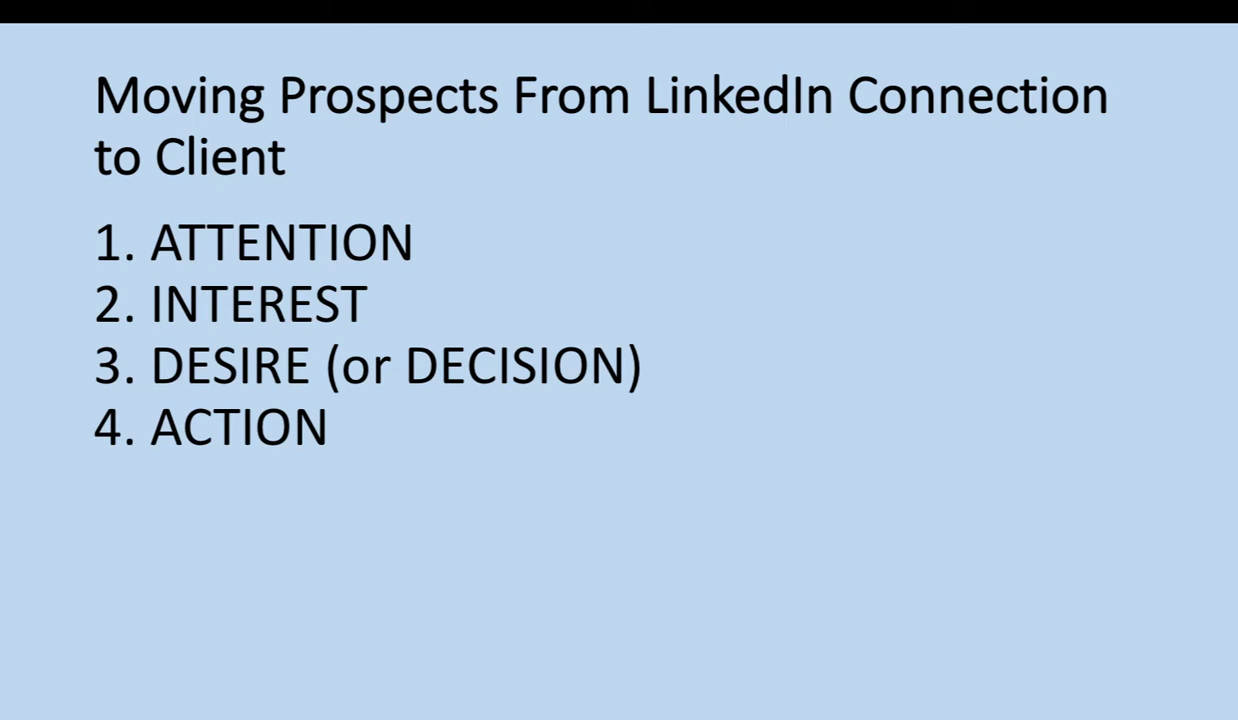 Moving Prospects From LinkedIn Connection
to Client
1. ATTENTION
2. INTEREST
3. DESIRE (or DECISION)
4. ACTION